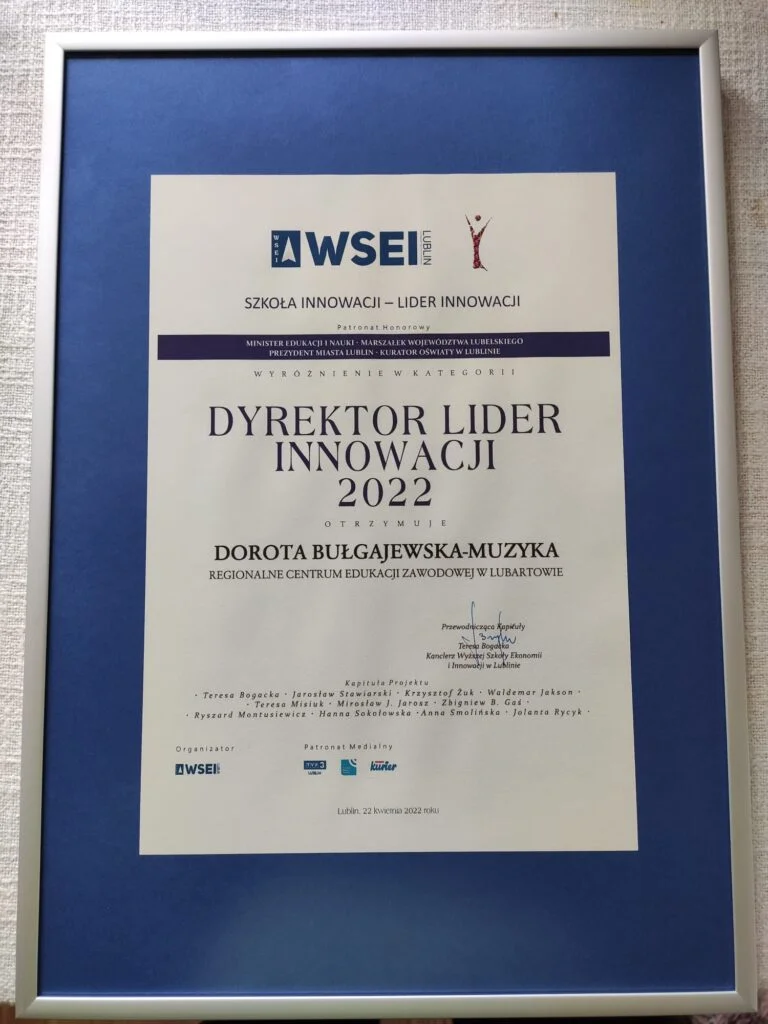 WSEI
WSEI
LUBLIN
SZKOŁA INNOWACJI – LIDER INNOWACJI
Patronat Honorowy
MINISTER EDUKACJI I NAUKI - MARSZAŁEK WOJEWÓDZTWA LUBELSKIEGO
PREZYDENT MIASTA LUBLIN - KURATOR OŚWIATY W LUBLINIE
WYRÓŻNIENIE W KATEGORII
DYREKTOR LIDER
INNOWACJI
2022
OTRZYMUJE
DOROTA BUŁGAJEWSKA-MUZYKA
REGIONALNE CENTRUM EDUKACJI ZAWODOWEJ W LUBARTOWIE
Przewodnicząca Kapituły
Teresa Bogacka
Kanclerz Wyższej Szkoły Ekonomii
i Innowacji w Lublinie
Kapituła Projektu
· Teresa Bogacka · Jarosław Stawiarski · Krzysztof Żuk · Waldemar Jakson ·
· Teresa Misiuk · Mirosław J. Jarosz · Zbigniew B. Gaś ·
· Ryszard Montusiewicz · Hanna Sokołowska · Anna Smolińska · Jolanta Rycyk ·
Organizator
Patronat Medialny
WSEI
TVP3
LUBLIN
kurier
Lublin, 22 kwietnia 2022 roku